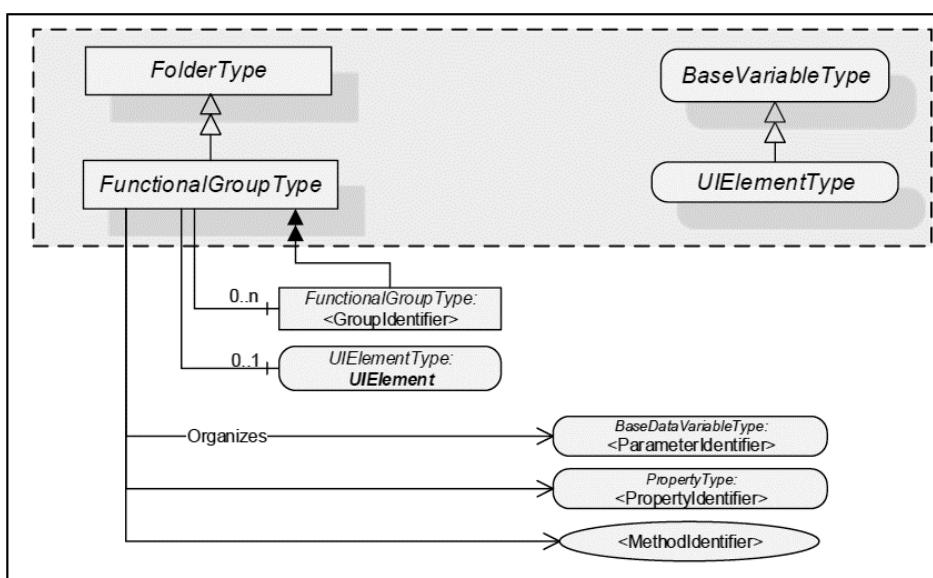 FolderType
BaseVariableType
FunctionalGroupType
UIElementType
0..n
FunctionalGroupType:
<GroupIdentifier>
0..1
UIElementType:
UIElement
Organizes
BaseDataVariableType:
<ParameterIdentifier>
PropertyType:
<PropertyIdentifier>
<MethodIdentifier>